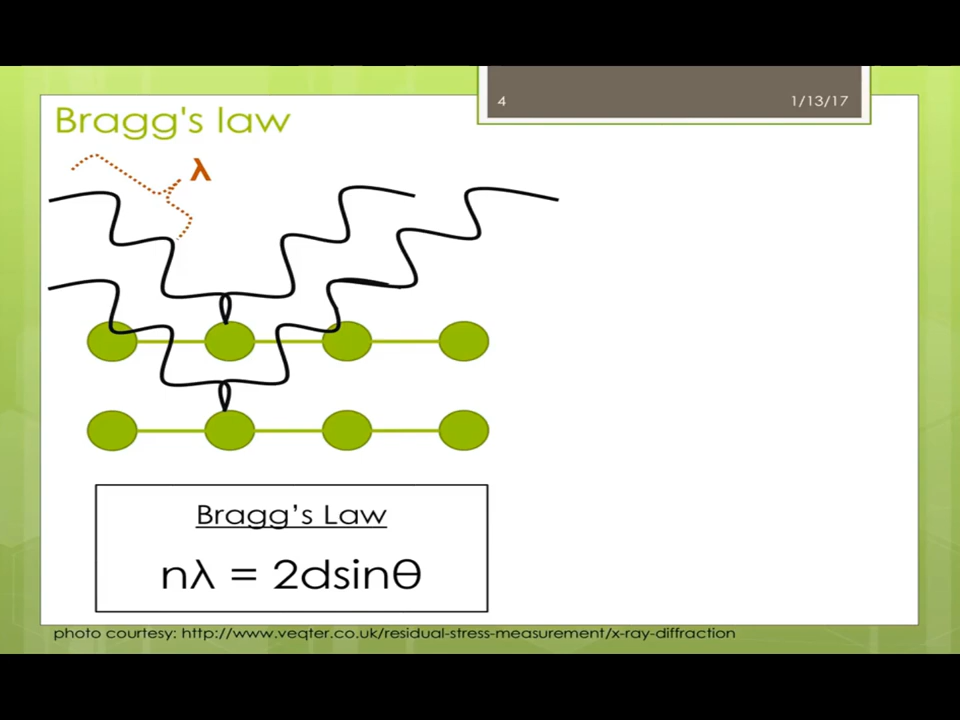 4
1/13/17
Bragg's law
λ
Bragg’s Law
nλ = 2dsinθ
photo courtesy: http://www.veqter.co.uk/residual-stress-measurement/x-ray-diffraction